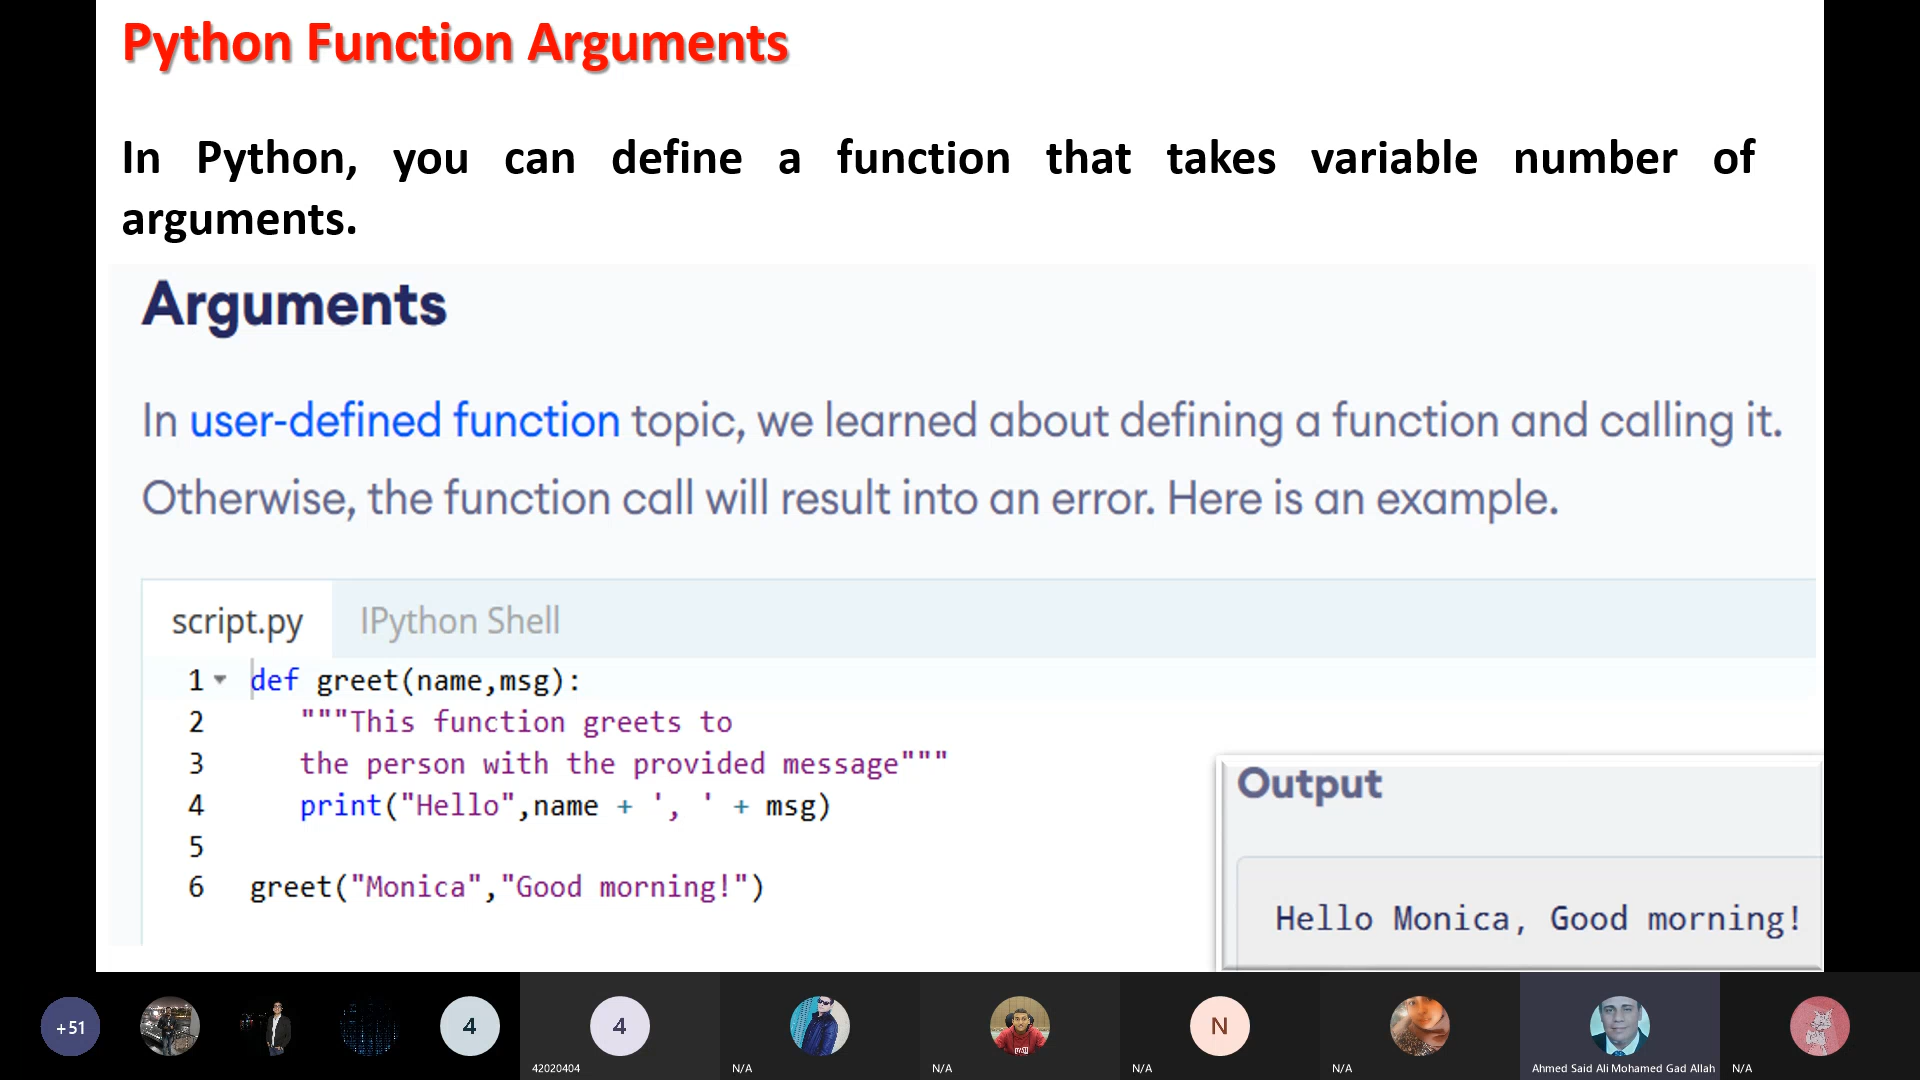 Python Function Arguments
In Python, you can define a function that takes variable number of
arguments.
Arguments
In user-defined function topic, we learned about defining a function and calling it.
Otherwise, the function call will result into an error. Here is an example.
script.py IPython Shell
1 def greet(name,msg):
2 """This function greets to
3 the person with the provided message"""
4 print("Hello",name + ', ' + msg)
5
6 greet("Monica","Good morning!")
Output
Hello Monica, Good morning!
+51 4 4 N
42020404 N/A N/A N/A N/A Ahmed Said Ali Mohamed Gad Allah N/A